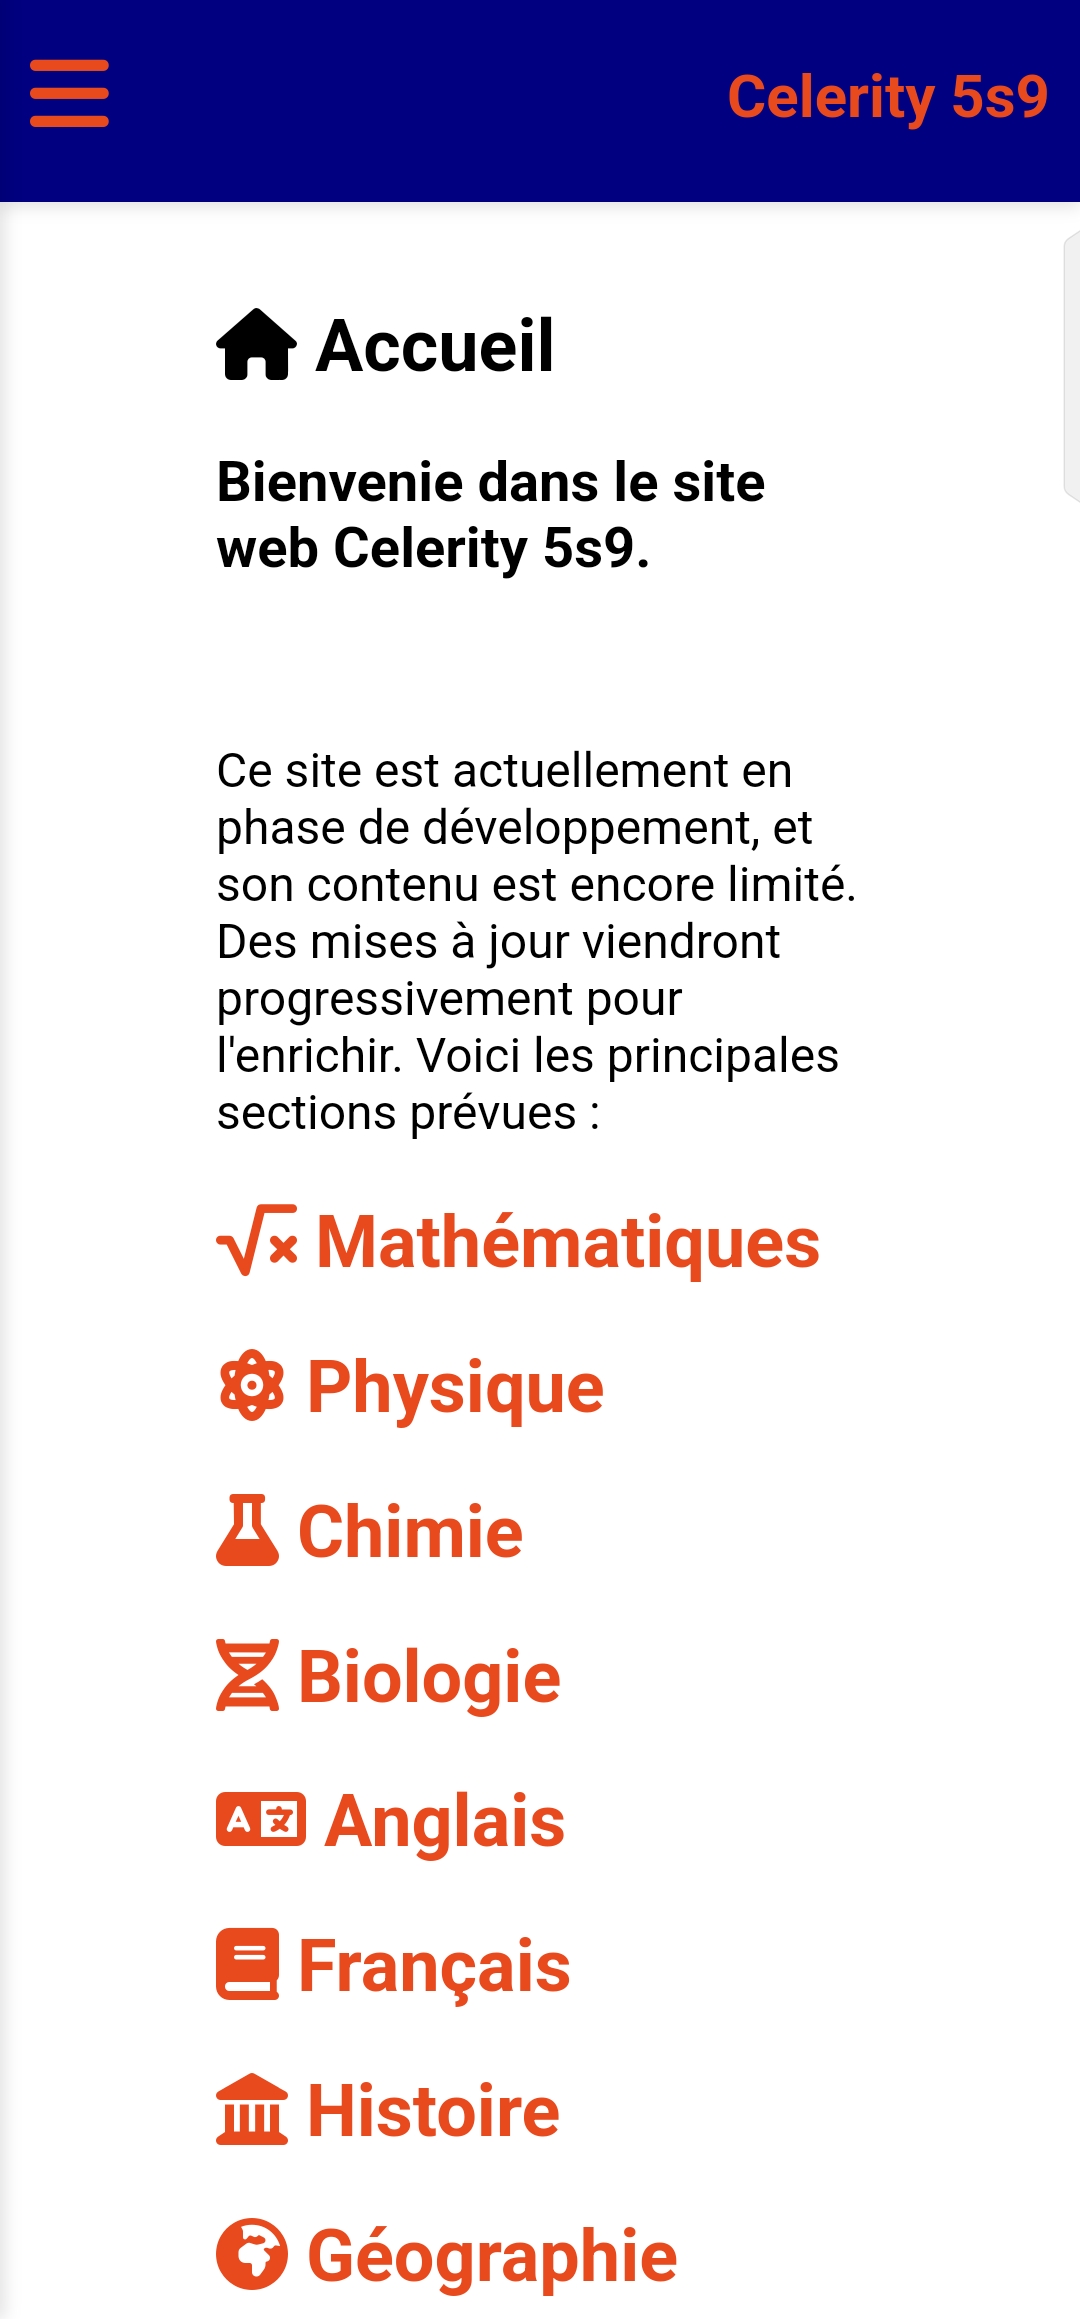 Celerity 5s9
Accueil
Bienvenie dans le site
web Celerity 5s9.
Ce site est actuellement en
phase de développement, et
son contenu est encore limité.
Des mises à jour viendront
progressivement pour
l'enrichir. Voici les principales
sections prévues :
Mathématiques
Physique
Chimie
Biologie
Anglais
Français
Histoire
Géographie